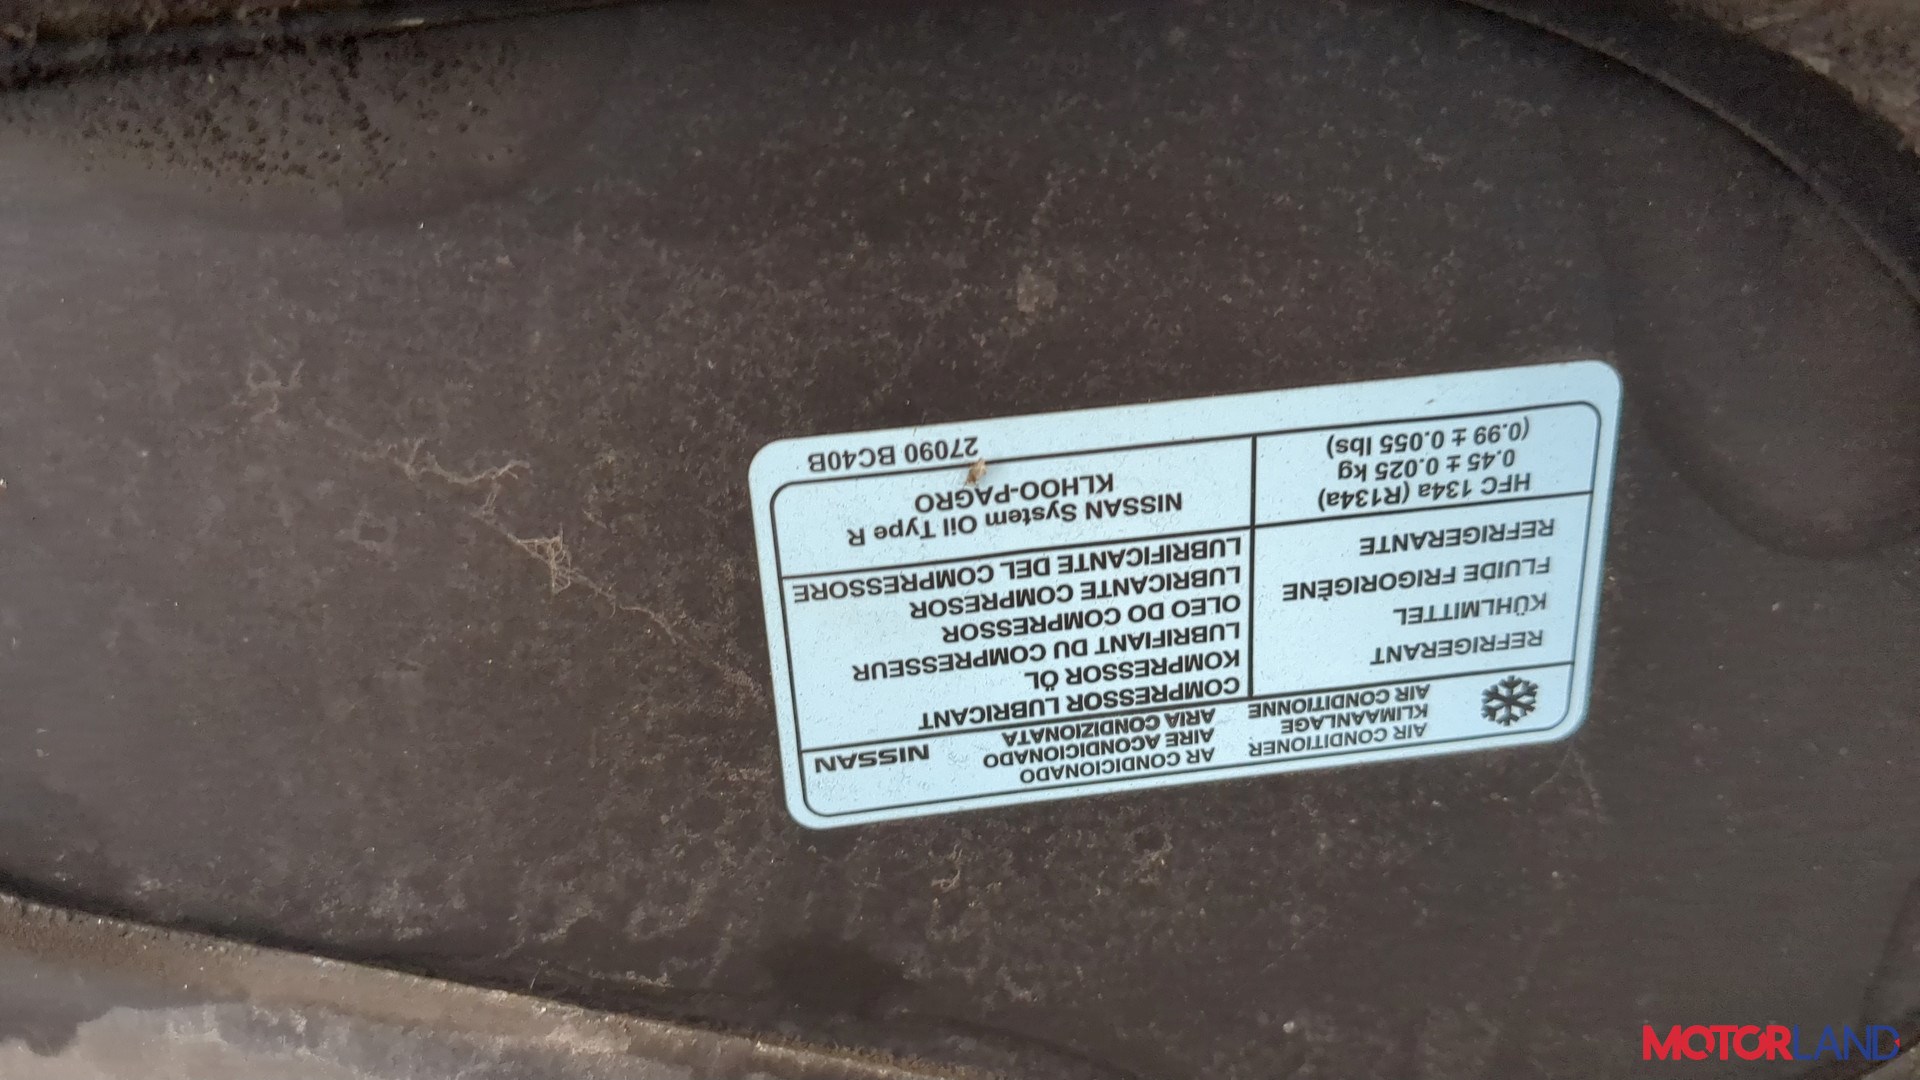 AIR CONDITIONER
KLIMAANLAGE
AIR CONDITIONNE
AR CONDICIONADO
AIRE ACONDICIONADO
ARIA CONDIZIONATA
NISSAN
REFRIGERANT
KÜHLMITTEL
FLUIDE FRIGORIGÈNE
REFRIGERANTE
COMPRESSOR LUBRICANT
KOMPRESSOR ÖL
LUBRIFIANT DU COMPRESSEUR
OLEO DO COMPRESSOR
LUBRICANTE COMPRESOR
LUBRIFICANTE DEL COMPRESSORE
HFC 134a (R134a)
0.45 ± 0.025 kg
(0.99 ± 0.055 lbs)
NISSAN System Oil Type R
KLHOO-PAGRO
27090 BC40B
MOTORLAND